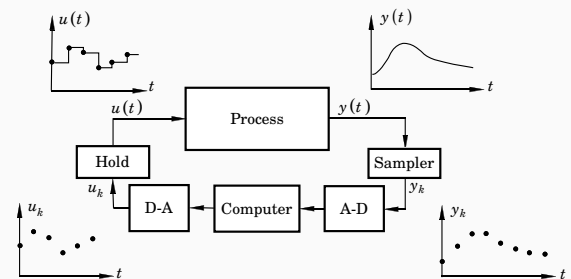 u(t)
t
y(t)
t
u(t)
Process
y(t)
Hold
Sampler
u_k
y_k
D-A
Computer
A-D
u_k
t
y_k
t